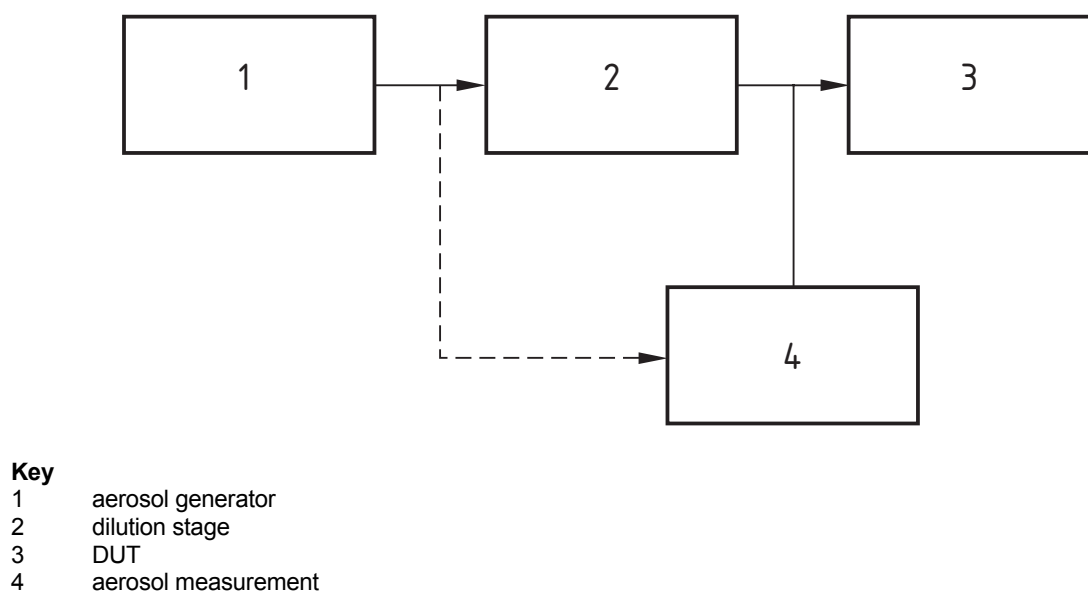 1
2
3
4
Key
1 aerosol generator
2 dilution stage
3 DUT
4 aerosol measurement